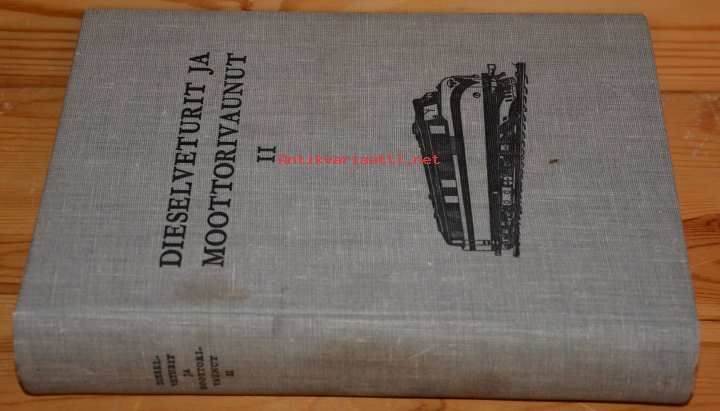 DIESELVETURIT JA
MOOTTORIVAUNUT
II
Antikvariaatti.net
DIESEL-
VETURIT
JA
MOOTTORI-
VAUNUT
II